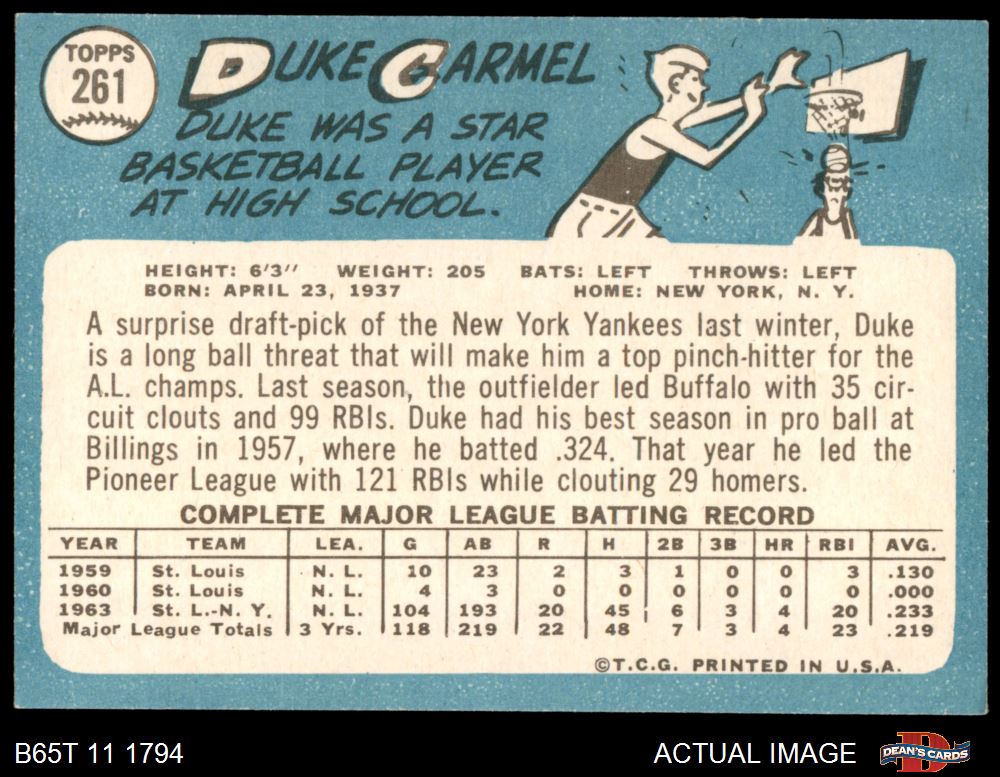 TOPPS
261
DUKE CARMEL
DUKE WAS A STAR
BASKETBALL PLAYER
AT HIGH SCHOOL.
HEIGHT: 6'3" WEIGHT: 205 BATS: LEFT THROWS: LEFT
BORN: APRIL 23, 1937 HOME: NEW YORK, N. Y.
A surprise draft-pick of the New York Yankees last winter, Duke
is a long ball threat that will make him a top pinch-hitter for the
A.L. champs. Last season, the outfielder led Buffalo with 35 cir-
cuit clouts and 99 RBIs. Duke had his best season in pro ball at
Billings in 1957, where he batted .324. That year he led the
Pioneer League with 121 RBIs while clouting 29 homers.
COMPLETE MAJOR LEAGUE BATTING RECORD
YEAR TEAM LEA. G AB R H 2B 3B HR RBI AVG.
1959 St. Louis N. L. 10 23 2 3 1 0 0 3 .130
1960 St. Louis N. L. 4 3 0 0 0 0 0 0 .000
1963 St. L.-N. Y. N. L. 104 193 20 45 6 3 4 20 .233
Major League Totals 3 Yrs. 118 219 22 48 7 3 4 23 .219
©T.C.G. PRINTED IN U.S.A.
B65T 11 1794 ACTUAL IMAGE DEAN'S CARDS